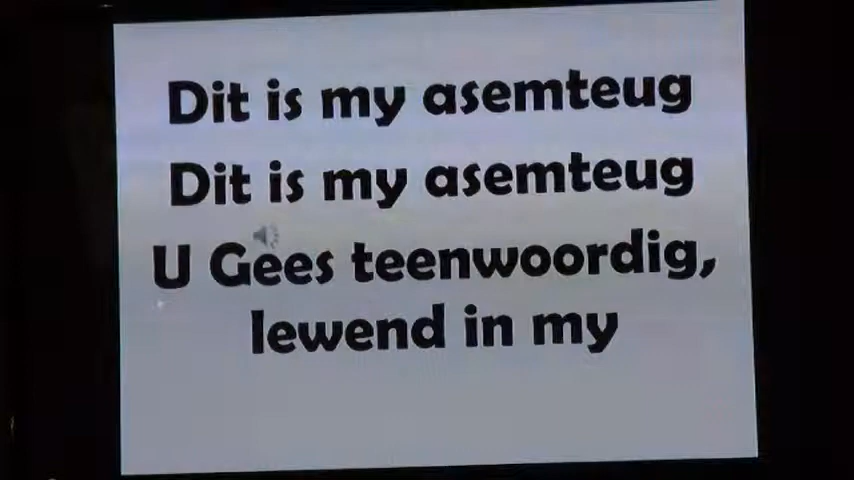 Dit is my asemteug
Dit is my asemteug
U Gees teenwoordig,
lewend in my